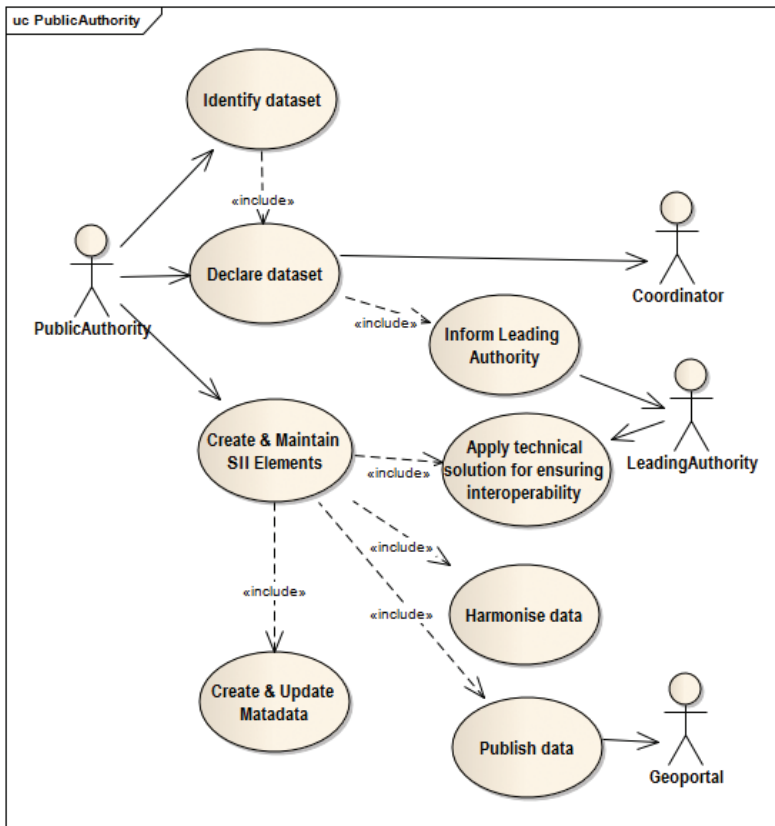 uc PublicAuthority
Identify dataset
«include»
Declare dataset
PublicAuthority
Coordinator
«include»
Inform Leading
Authority
Create & Maintain
SII Elements
«include»
Apply technical
solution for ensuring
interoperability
LeadingAuthority
«include»
«include»
«include»
Harmonise data
Create & Update
Matadata
Publish data
Geoportal